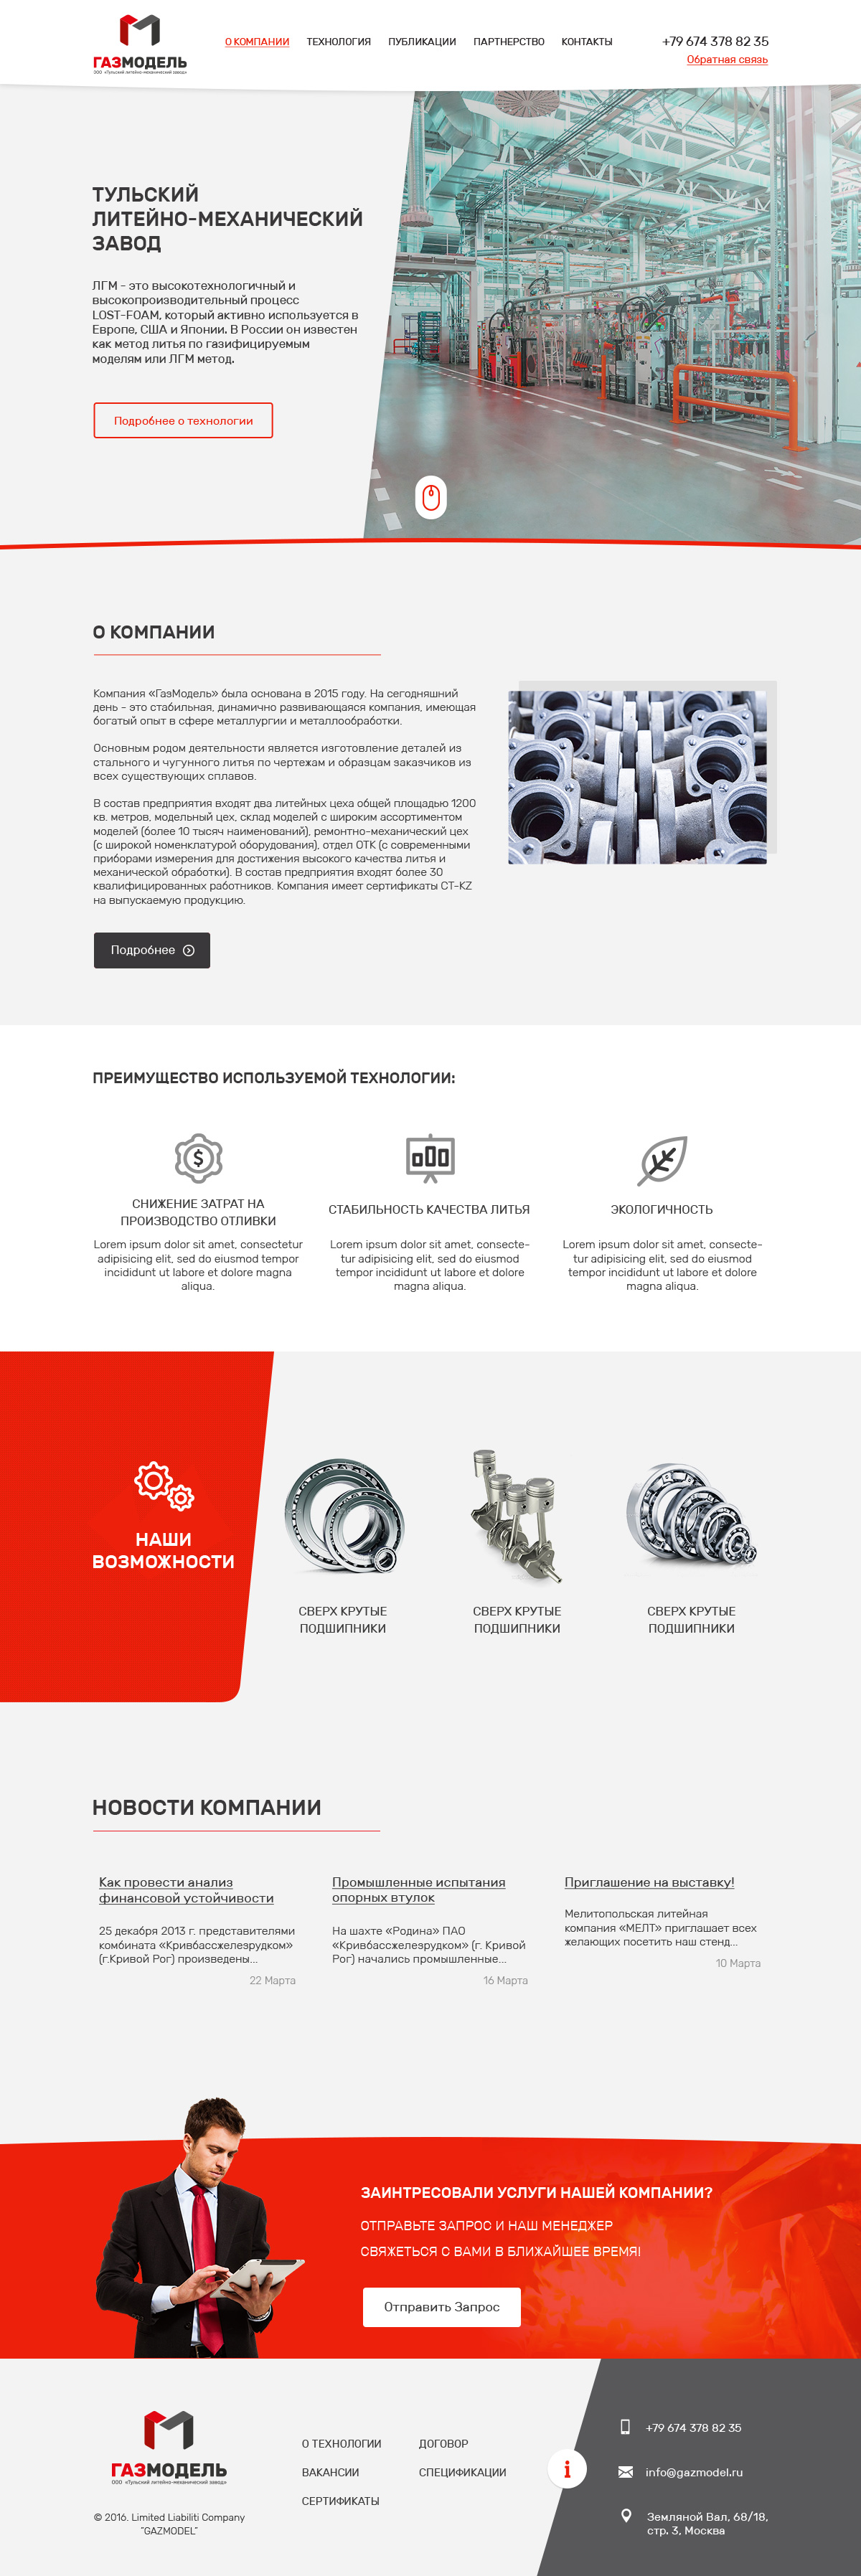 ГАЗМОДЕЛЬ
ООО «Тульский литейно-механический завод»
О КОМПАНИИ ТЕХНОЛОГИЯ ПУБЛИКАЦИИ ПАРТНЕРСТВО КОНТАКТЫ
+79 674 378 82 35
Обратная связь
ТУЛЬСКИЙ
ЛИТЕЙНО-МЕХАНИЧЕСКИЙ
ЗАВОД
ЛГМ - это высокотехнологичный и
высокопроизводительный процесс
LOST-FOAM, который активно используется в
Европе, США и Японии. В России он известен
как метод литья по газифицируемым
моделям или ЛГМ метод.
Подробнее о технологии
О КОМПАНИИ
Компания «ГазМодель» была основана в 2015 году. На сегодняшний
день - это стабильная, динамично развивающаяся компания, имеющая
богатый опыт в сфере металлургии и металлообработки.
Основным родом деятельности является изготовление деталей из
стального и чугунного литья по чертежам и образцам заказчиков из
всех существующих сплавов.
В состав предприятия входят два литейных цеха общей площадью 1200
кв. метров, модельный цех, склад моделей с широким ассортиментом
моделей (более 10 тысяч наименований), ремонтно-механический цех
(с широкой номенклатурой оборудования), отдел ОТК (с современными
приборами измерения для достижения высокого качества литья и
механической обработки). В состав предприятия входят более 30
квалифицированных работников. Компания имеет сертификаты CT-KZ
на выпускаемую продукцию.
Подробнее
ПРЕИМУЩЕСТВО ИСПОЛЬЗУЕМОЙ ТЕХНОЛОГИИ:
$
СНИЖЕНИЕ ЗАТРАТ НА
ПРОИЗВОДСТВО ОТЛИВКИ
Lorem ipsum dolor sit amet, consectetur
adipisicing elit, sed do eiusmod tempor
incididunt ut labore et dolore magna
aliqua.
СТАБИЛЬНОСТЬ КАЧЕСТВА ЛИТЬЯ
Lorem ipsum dolor sit amet, consecte-
tur adipisicing elit, sed do eiusmod
tempor incididunt ut labore et dolore
magna aliqua.
ЭКОЛОГИЧНОСТЬ
Lorem ipsum dolor sit amet, consecte-
tur adipisicing elit, sed do eiusmod
tempor incididunt ut labore et dolore
magna aliqua.
НАШИ
ВОЗМОЖНОСТИ
СВЕРХ КРУТЫЕ
ПОДШИПНИКИ
СВЕРХ КРУТЫЕ
ПОДШИПНИКИ
СВЕРХ КРУТЫЕ
ПОДШИПНИКИ
НОВОСТИ КОМПАНИИ
Как провести анализ
финансовой устойчивости
25 декабря 2013 г. представителями
комбината «Кривбассжелезрудком»
(г.Кривой Рог) произведены...
22 Марта
Промышленные испытания
опорных втулок
На шахте «Родина» ПАО
«Кривбассжелезрудком» (г. Кривой
Рог) начались промышленные...
16 Марта
Приглашение на выставку!
Мелитопольская литейная
компания «МЕЛТ» приглашает всех
желающих посетить наш стенд...
10 Марта
ЗАИНТРЕСОВАЛИ УСЛУГИ НАШЕЙ КОМПАНИИ?
ОТПРАВЬТЕ ЗАПРОС И НАШ МЕНЕДЖЕР
СВЯЖЕТЬСЯ С ВАМИ В БЛИЖАЙШЕЕ ВРЕМЯ!
Отправить Запрос
ГАЗМОДЕЛЬ
ООО «Тульский литейно-механический завод»
© 2016. Limited Liabiliti Company
"GAZMODEL"
О ТЕХНОЛОГИИ
ВАКАНСИИ
СЕРТИФИКАТЫ
ДОГОВОР
СПЕЦИФИКАЦИИ
i
+79 674 378 82 35
info@gazmodel.ru
Земляной Вал, 68/18,
стр. 3, Москва